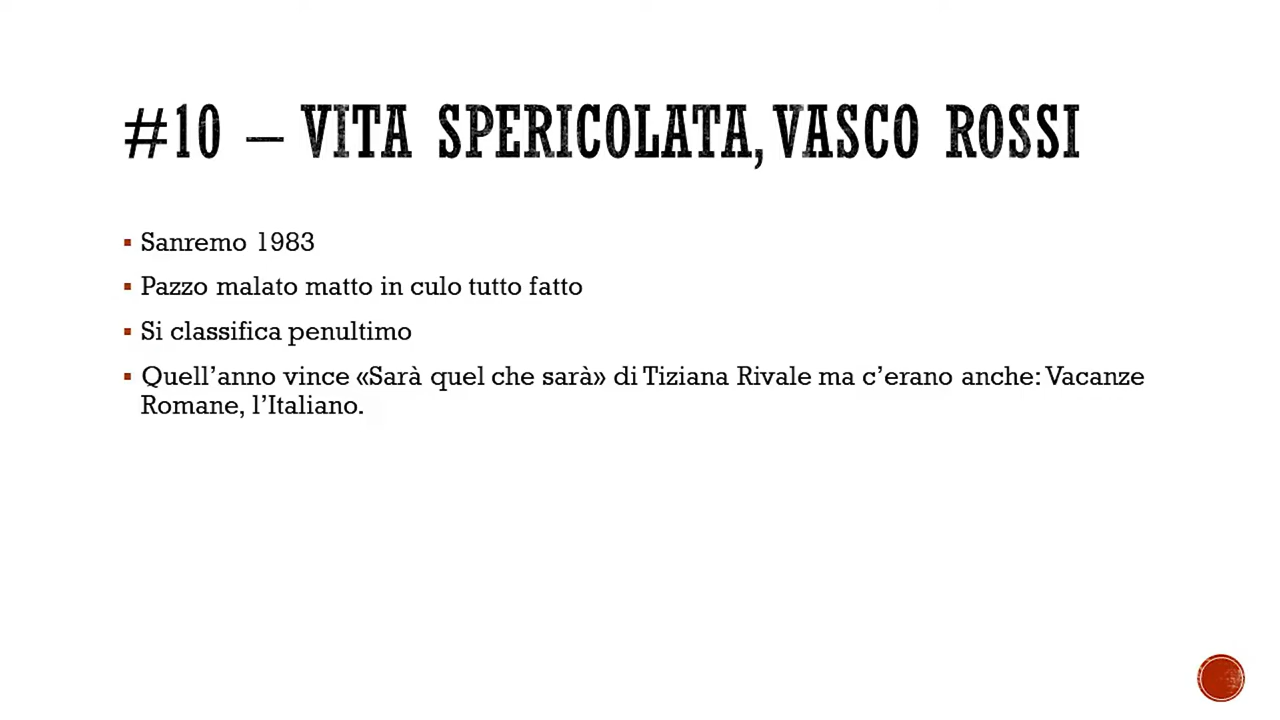 #10 – VITA SPERICOLATA, VASCO ROSSI
▪ Sanremo 1983
▪ Pazzo malato matto in culo tutto fatto
▪ Si classifica penultimo
▪ Quell’anno vince «Sarà quel che sarà» di Tiziana Rivale ma c’erano anche: Vacanze
Romane, l’Italiano.